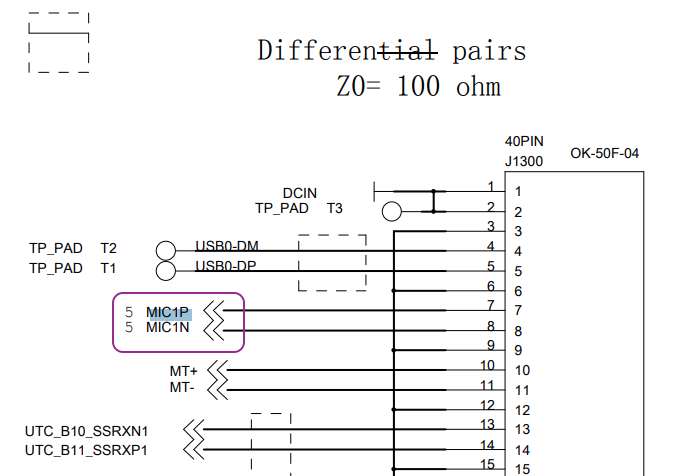 Differential pairs
Z0= 100 ohm
40PIN
J1300 OK-50F-04
DCIN 1 1
TP_PAD T3 2 2
3 3
TP_PAD T2 USB0-DM 4 4
TP_PAD T1 USB0-DP 5 5
6 6
5 MIC1P 7 7
5 MIC1N 8 8
9 9
MT+ 10 10
MT- 11 11
12 12
UTC_B10_SSRXN1 13 13
UTC_B11_SSRXP1 14 14
15 15